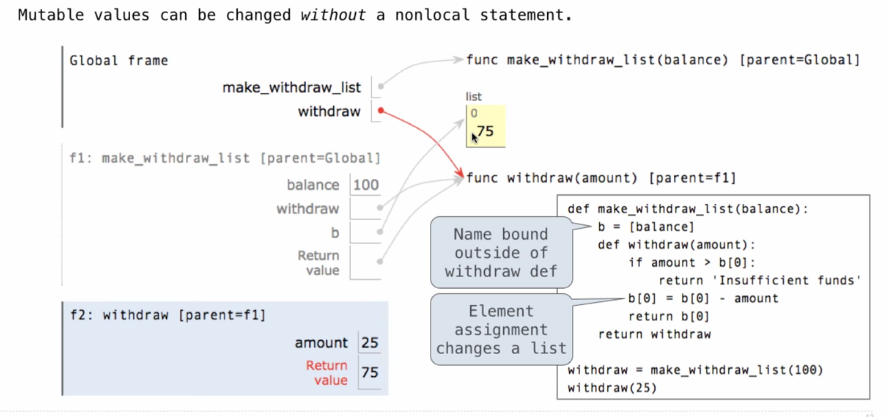 Mutable values can be changed without a nonlocal statement.
Global frame
make_withdraw_list
withdraw
func make_withdraw_list(balance) [parent=Global]
list
0
75
f1: make_withdraw_list [parent=Global]
balance 100
withdraw
b
Return
value
func withdraw(amount) [parent=f1]
f2: withdraw [parent=f1]
amount 25
Return
value 75
Name bound
outside of
withdraw def
Element
assignment
changes a list
def make_withdraw_list(balance):
    b = [balance]
    def withdraw(amount):
        if amount > b[0]:
            return 'Insufficient funds'
        b[0] = b[0] - amount
        return b[0]
    return withdraw
withdraw = make_withdraw_list(100)
withdraw(25)